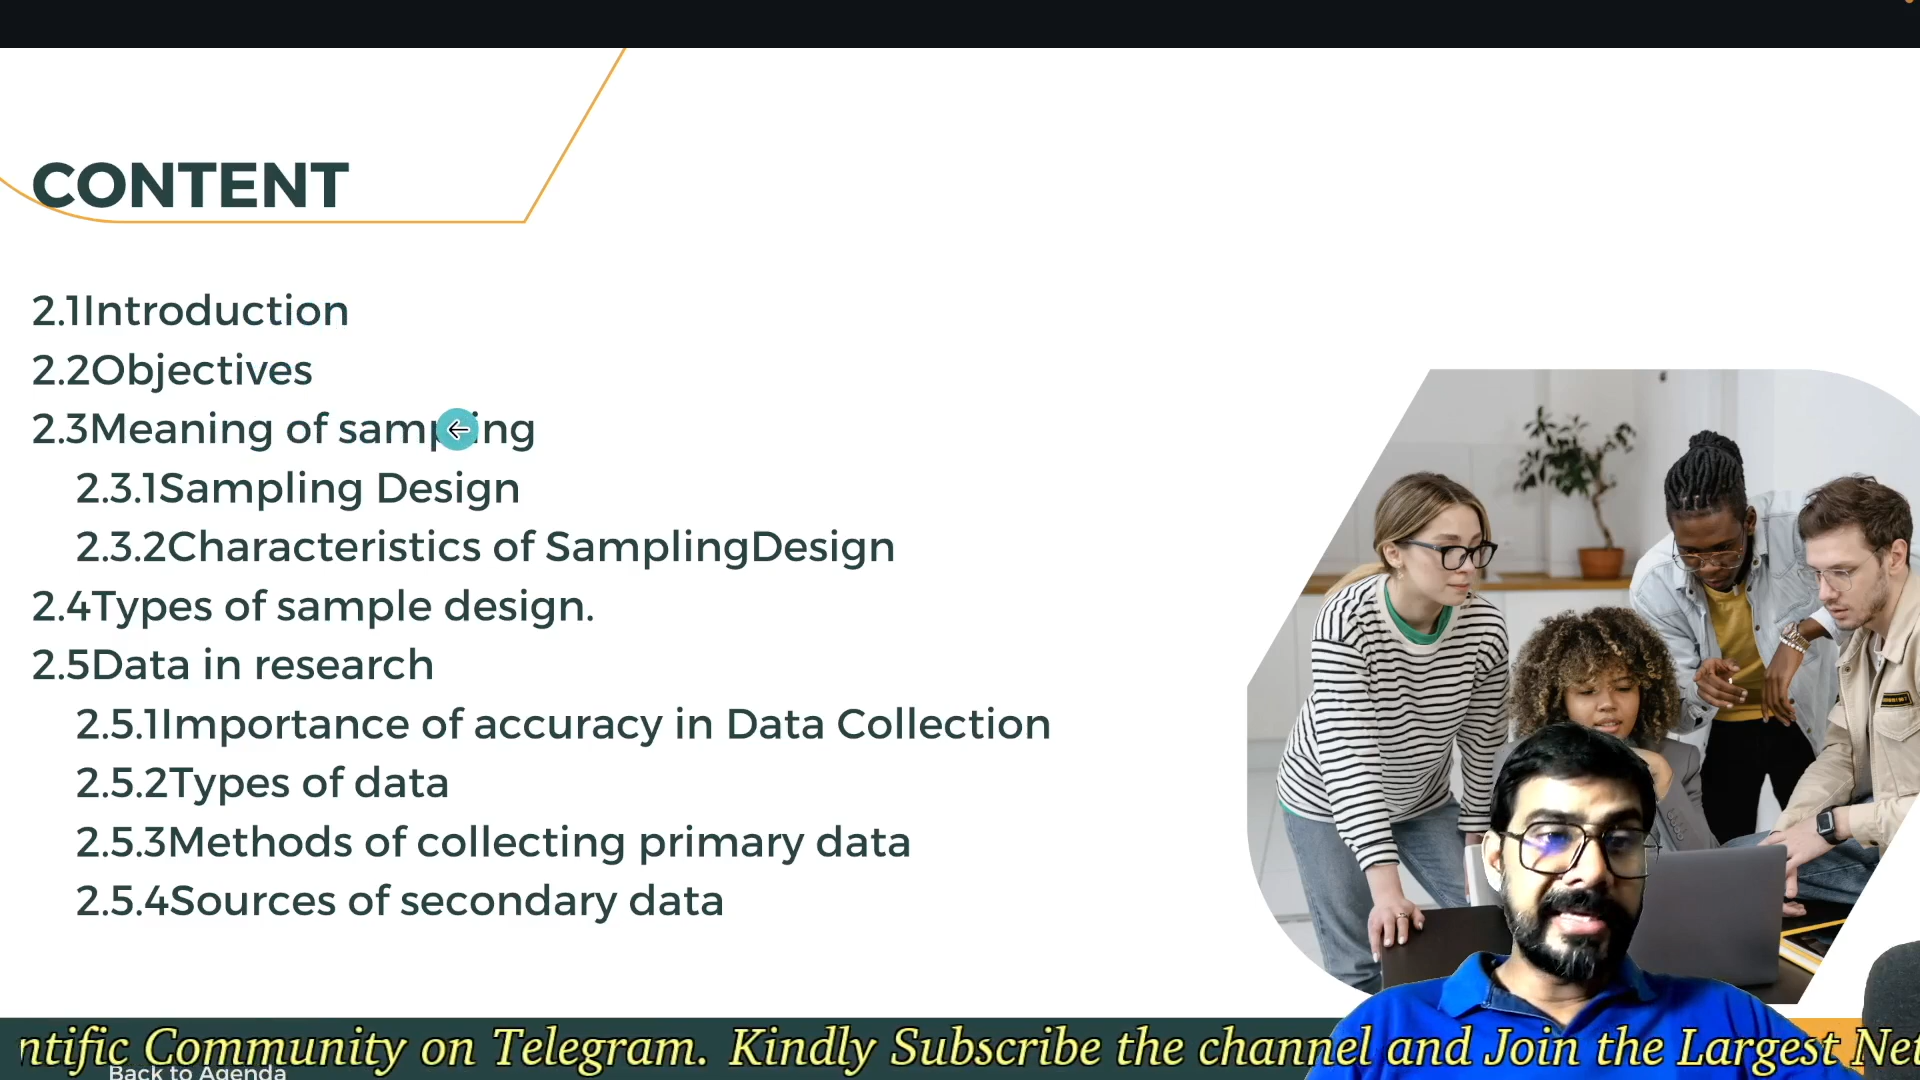 CONTENT
2.1Introduction
2.2Objectives
2.3Meaning of sampling
2.3.1Sampling Design
2.3.2Characteristics of SamplingDesign
2.4Types of sample design.
2.5Data in research
2.5.1Importance of accuracy in Data Collection
2.5.2Types of data
2.5.3Methods of collecting primary data
2.5.4Sources of secondary data
ntific Community on Telegram. Kindly Subscribe the channel and Join the Largest Net
Back to Agenda